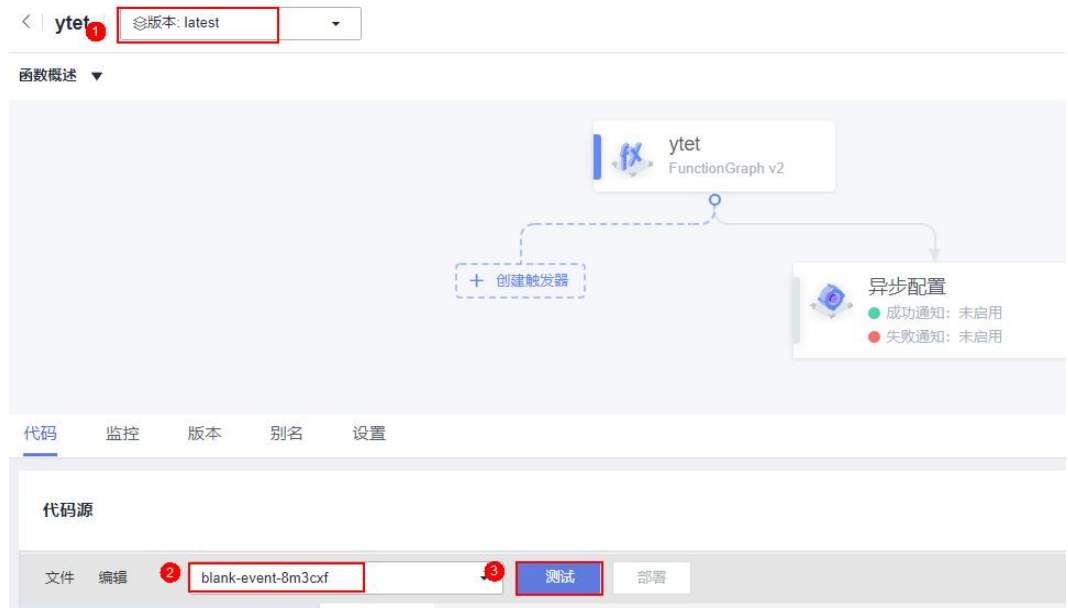 ytet
1
版本: latest
函数概述
ytet
FunctionGraph v2
创建触发器
异步配置
成功通知：未启用
失败通知：未启用
代码 监控 版本 别名 设置
代码源
文件 编辑 2 blank-event-8m3cxf 3 测试 部署